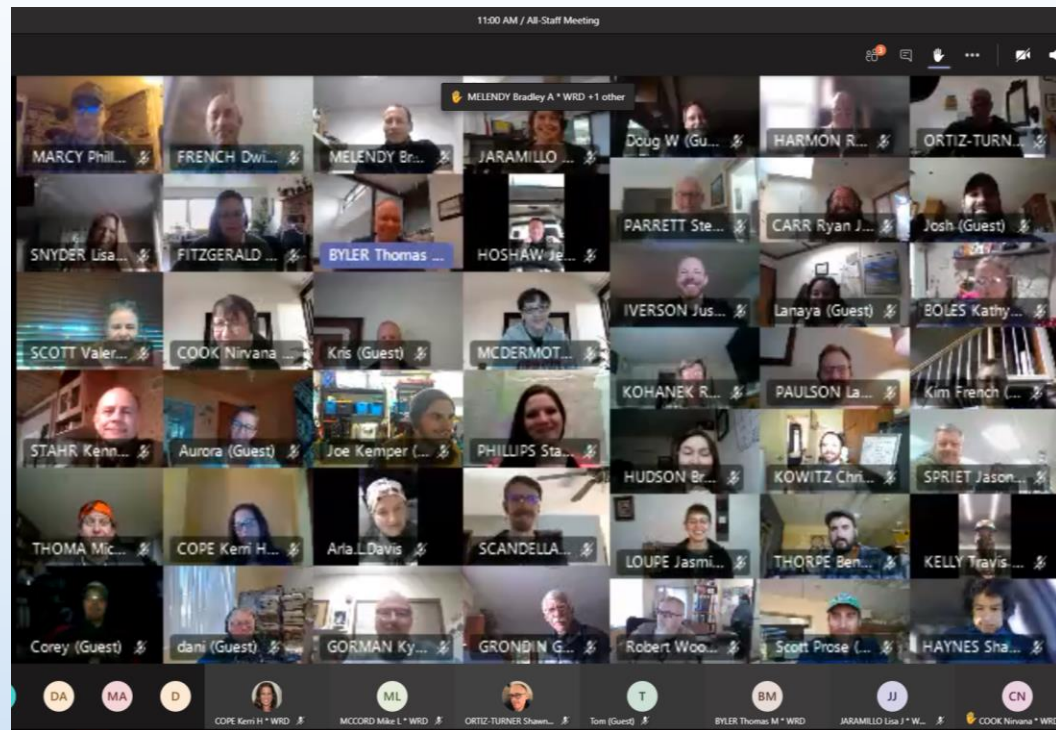 11:00 AM / All-Staff Meeting
3
MELENDY Bradley A * WRD +1 other
MARCY Phill...
FRENCH Dwi...
MELENDY Br...
JARAMILLO ...
Doug W (Gu...
HARMON R...
ORTIZ-TURN...
SNYDER Lisa...
FITZGERALD ...
BYLER Thomas ...
HOSHAW Je...
PARRETT Ste...
CARR Ryan J...
Josh (Guest)
SCOTT Valer...
COOK Nirvana ...
Kris (Guest)
MCDERMOT...
IVERSON Jus...
Lanaya (Guest)
BOLES Kathy...
STAHR Kenn...
Aurora (Guest)
Joe Kemper (...
PHILLIPS Sta...
KOHANEK R...
PAULSON La...
Kim French (...
HUDSON Br...
KOWITZ Chri...
SPRIET Jason...
THOMA Mic...
COPE Kerri H...
Arla.L.Davis
SCANDELLA...
LOUPE Jasmi...
THORPE Ben...
KELLY Travis ...
Corey (Guest)
dani (Guest)
GORMAN Ky...
GRONDIN G...
Robert Woo...
Scott Prose (...
HAYNES Sha...
DA
MA
D
COPE Kerri H * WRD
ML
MCCORD Mike L * WRD
ORTIZ-TURNER Shawn...
T
Tom (Guest)
BM
BYLER Thomas M * WRD
JJ
JARAMILLO Lisa J * W...
CN
COOK Nirvana * WRD